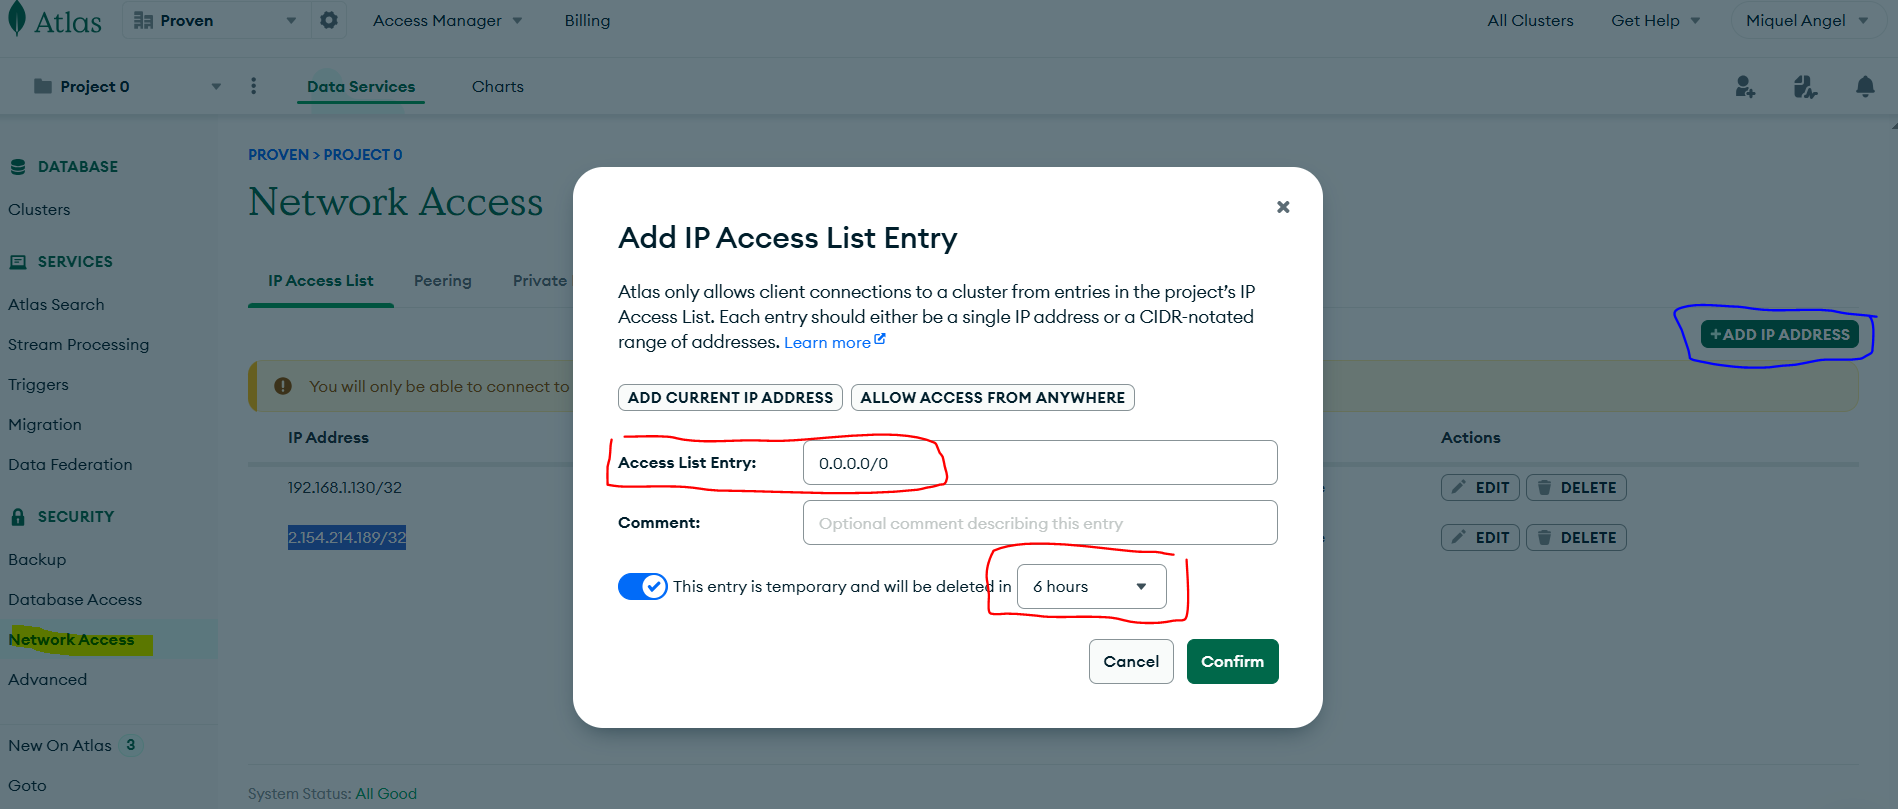 Atlas
Proven
Access Manager
Billing
All Clusters
Get Help
Miquel Angel
Project 0
Data Services
Charts
DATABASE
Clusters
SERVICES
Atlas Search
Stream Processing
Triggers
Migration
Data Federation
SECURITY
Backup
Database Access
Network Access
Advanced
New On Atlas 3
Goto
PROVEN > PROJECT 0
Network Access
IP Access List
Peering
Private
+ADD IP ADDRESS
You will only be able to connect to
IP Address
Actions
192.168.1.130/32
EDIT
DELETE
2.154.214.189/32
EDIT
DELETE
System Status: All Good
Add IP Access List Entry
Atlas only allows client connections to a cluster from entries in the project's IP
Access List. Each entry should either be a single IP address or a CIDR-notated
range of addresses. Learn more
ADD CURRENT IP ADDRESS
ALLOW ACCESS FROM ANYWHERE
Access List Entry:
0.0.0.0/0
Comment:
Optional comment describing this entry
This entry is temporary and will be deleted in
6 hours
Cancel
Confirm